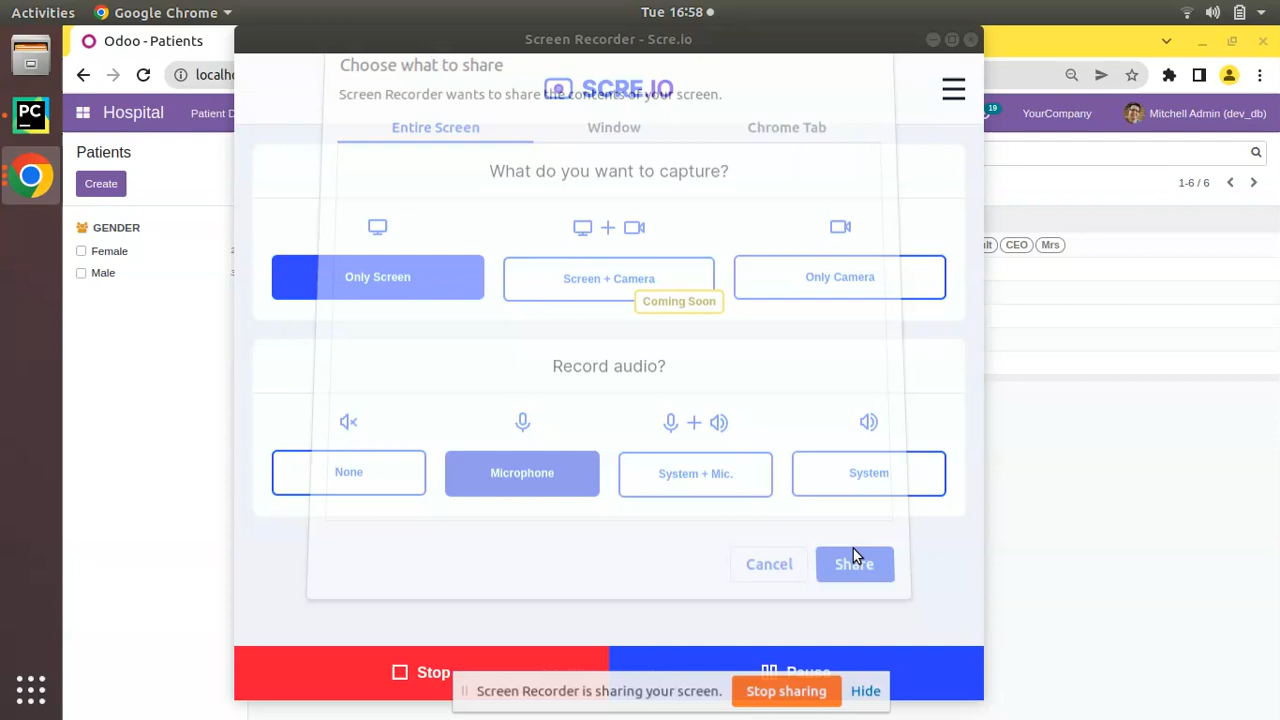 Activities
Google Chrome
Tue 16:58
Odoo - Patients
Screen Recorder - Scre.io
localh
Choose what to share
SCRE.IO
Screen Recorder wants to share the contents of your screen.
Hospital
Patient D
19
YourCompany
Mitchell Admin (dev_db)
Entire Screen
Window
Chrome Tab
Patients
Create
1-6 / 6
What do you want to capture?
GENDER
Female
Male
CEO
Mrs
Only Screen
Screen + Camera
Only Camera
Coming Soon
Record audio?
None
Microphone
System + Mic.
System
Cancel
Share
Stop
Pause
Screen Recorder is sharing your screen.
Stop sharing
Hide
PC